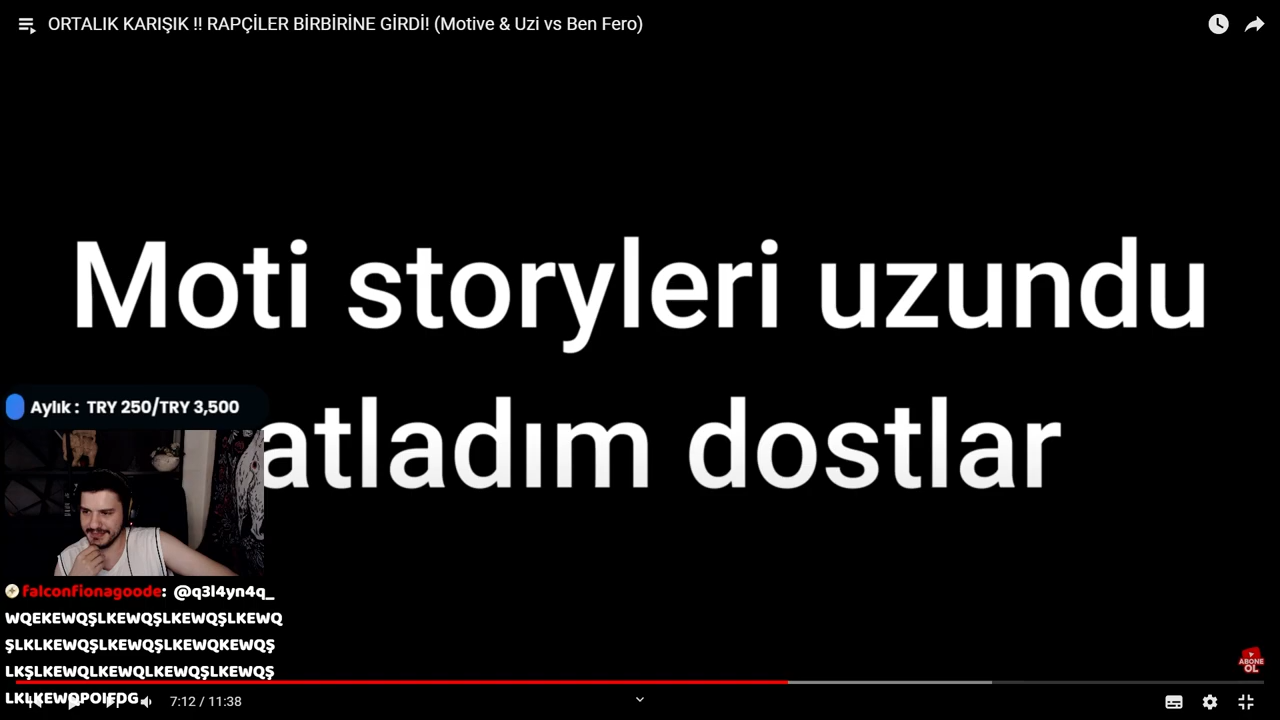 ORTALIK KARIŞIK !! RAPÇİLER BİRBİRİNE GİRDİ! (Motive & Uzi vs Ben Fero)
Moti storyleri uzundu
atladım dostlar
Aylık : TRY 250/TRY 3,500
falconfionagoode: @q3l4yn4q_
WQEKEWQŞLKEWQŞLKEWQŞLKEWQ
ŞLKLKEWQŞLKEWQŞLKEWQKEWQŞ
LKŞLKEWQLKEWQLKEWQŞLKEWQŞ
LKLKEWQPOIFDG
ABONE
OL
7:12 / 11:38